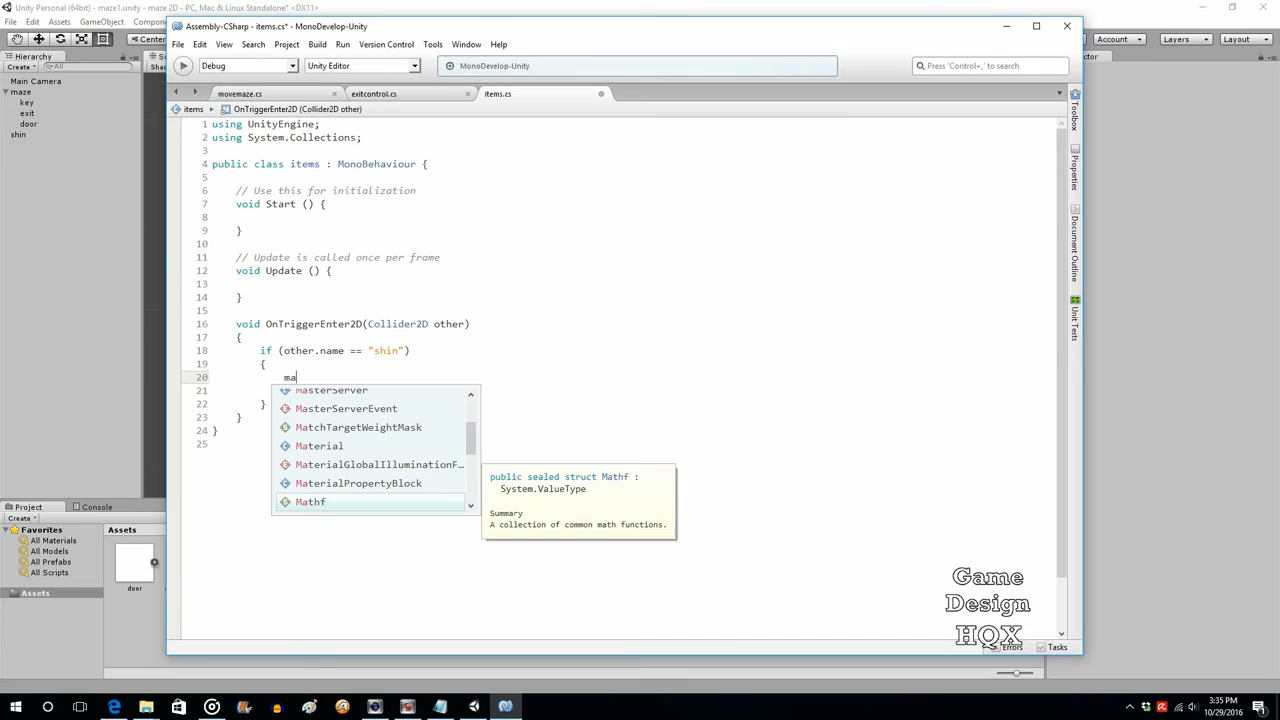 Unity Personal (64bit) - maze1.unity - maze 2D - PC, Mac & Linux Standalone* <DX11>
File Edit Assets GameObject
Center
Account
Layers
Layout
Hierarchy
Create
All
Main Camera
maze
key
exit
door
shin
Assembly-CSharp - items.cs* - MonoDevelop-Unity
File Edit View Search Project Build Run Version Control Tools Window Help
Debug
Unity Editor
MonoDevelop-Unity
Press 'Control+,' to search
movemaze.cs
exitcontrol.cs
items.cs
items
OnTriggerEnter2D (Collider2D other)
1 using UnityEngine;
2 using System.Collections;
3
4 public class items : MonoBehaviour {
5
6 // Use this for initialization
7 void Start () {
8
9 }
10
11 // Update is called once per frame
12 void Update () {
13
14 }
15
16 void OnTriggerEnter2D(Collider2D other)
17 {
18 if (other.name == "shin")
19 {
20 ma
21
22 }
23 }
24 }
25
MasterServer
MasterServerEvent
MatchTargetWeightMask
Material
MaterialGlobalIlluminationF...
MaterialPropertyBlock
Mathf
public sealed struct Mathf :
System.ValueType
Summary
A collection of common math functions.
Toolbox
Properties
Document Outline
Unit Tests
Project
Console
Create
Favorites
All Materials
All Models
All Prefabs
All Scripts
Assets
Assets
door
Game
Design
HQX
Errors
Tasks
3:35 PM
10/29/2016